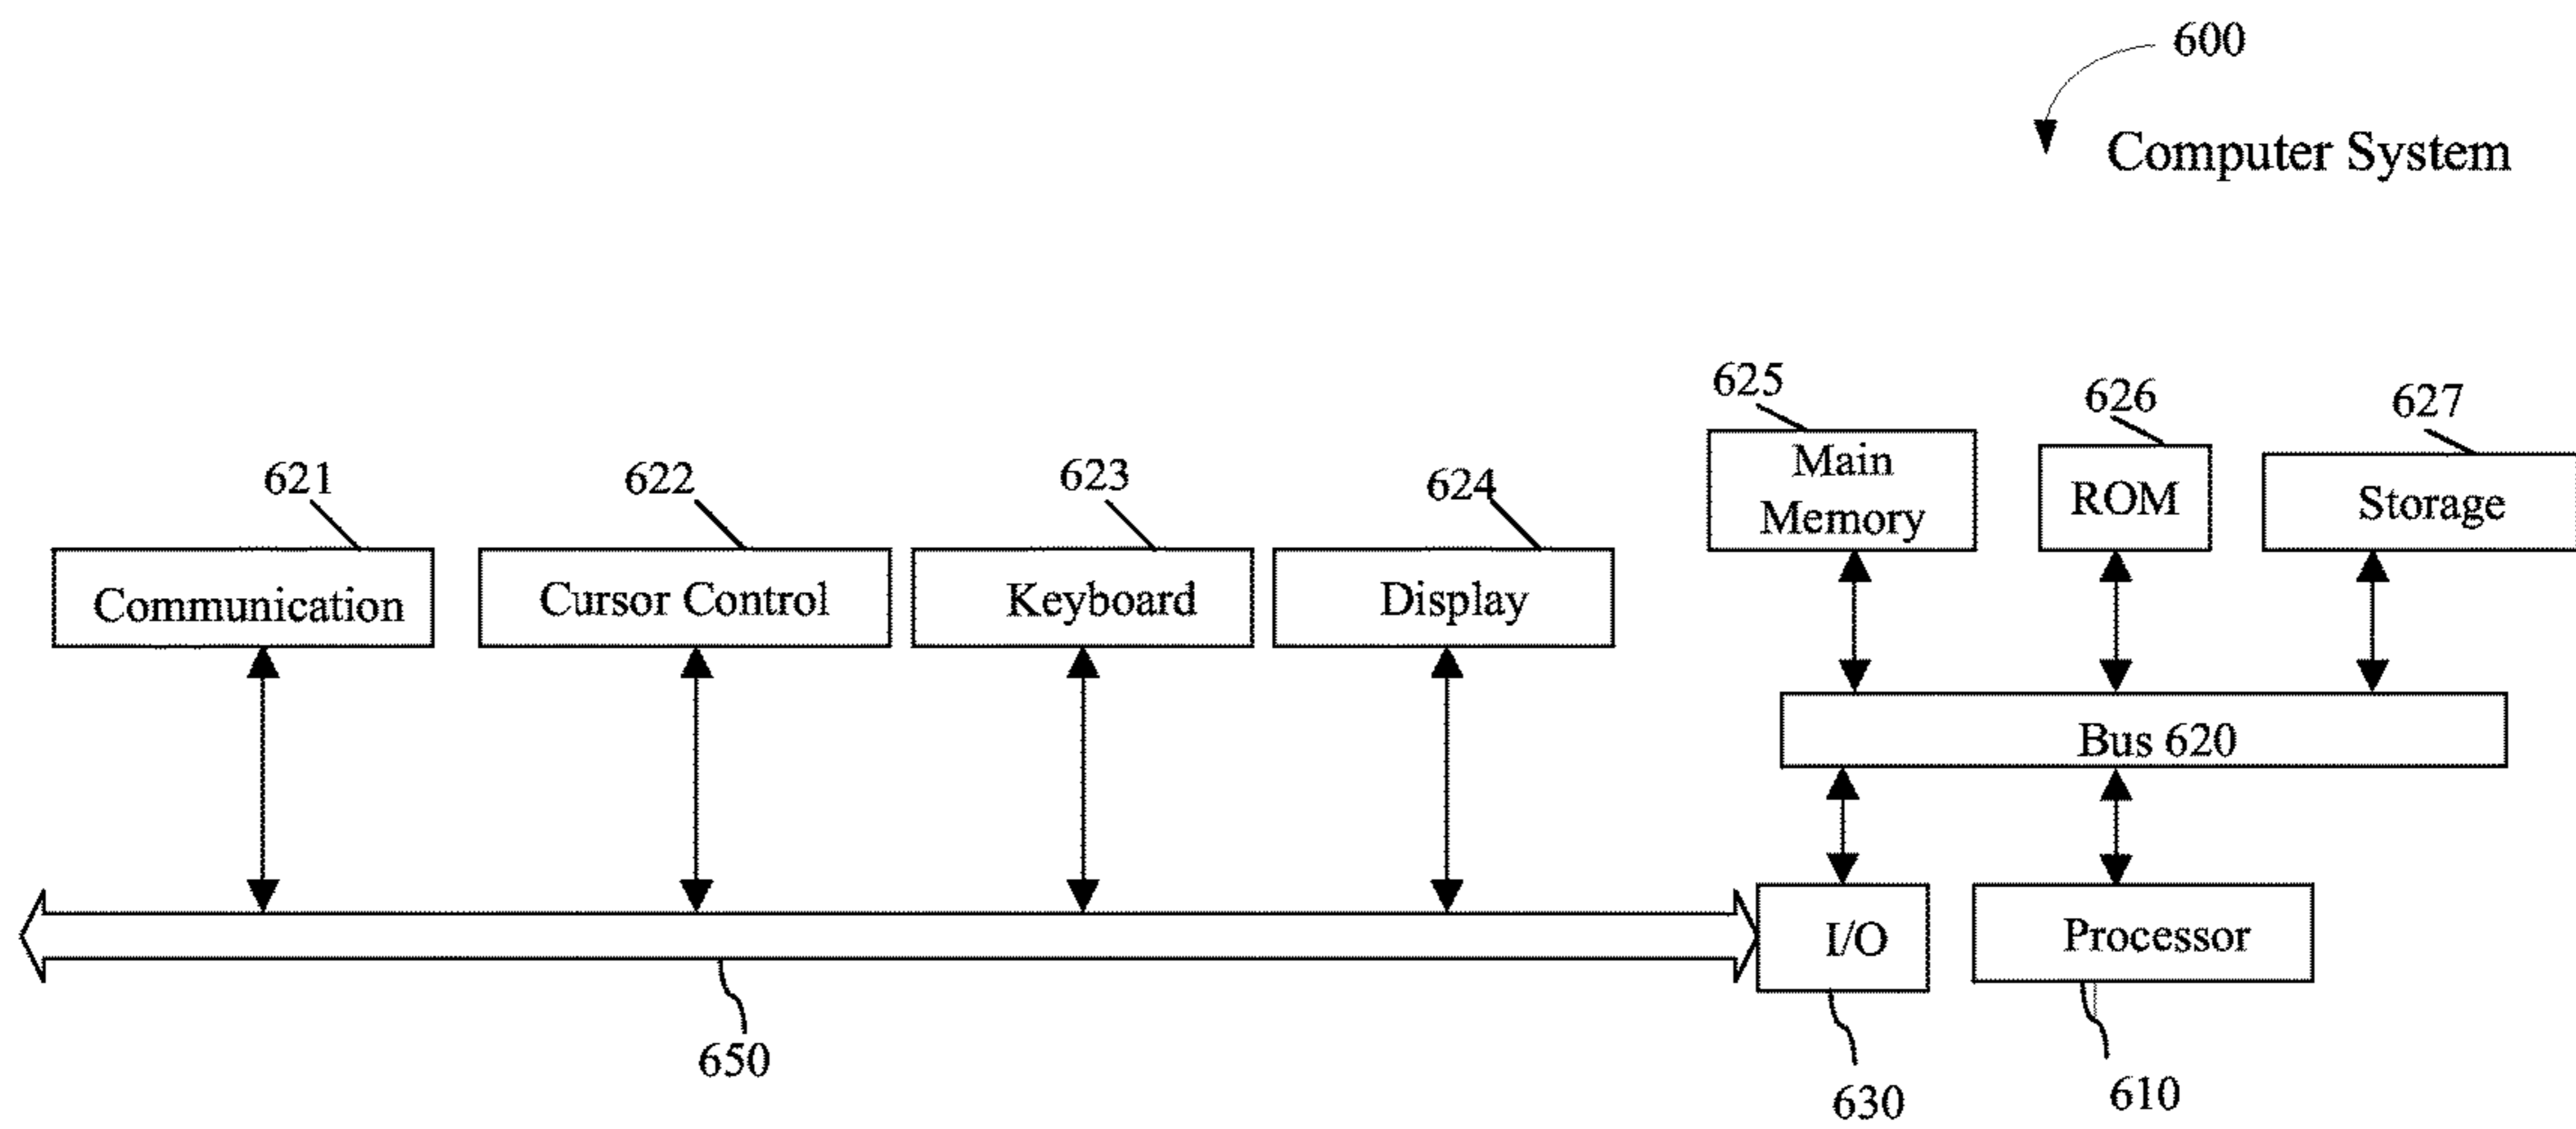 600
Computer System
625
626
627
Main
Memory
ROM
Storage
621
622
623
624
Communication
Cursor Control
Keyboard
Display
Bus 620
I/O
Processor
650
630
610